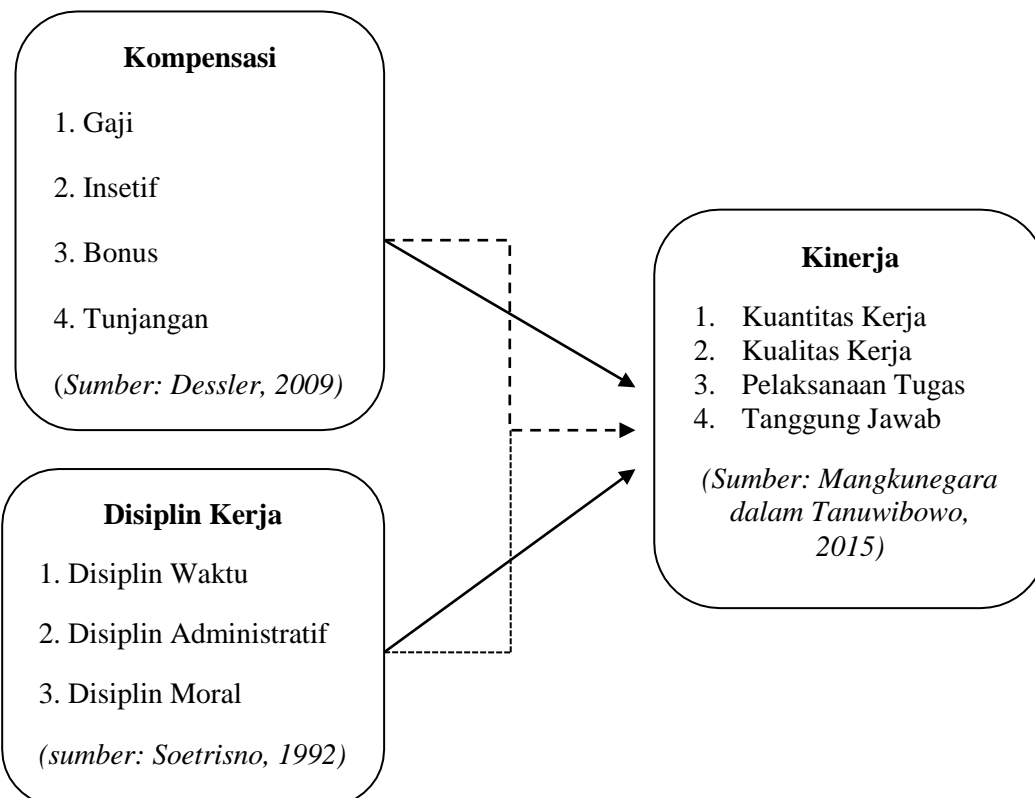 Kompensasi
1. Gaji
2. Insetif
3. Bonus
4. Tunjangan
(Sumber: Dessler, 2009)
Disiplin Kerja
1. Disiplin Waktu
2. Disiplin Administratif
3. Disiplin Moral
(sumber: Soetrisno, 1992)
Kinerja
1. Kuantitas Kerja
2. Kualitas Kerja
3. Pelaksanaan Tugas
4. Tanggung Jawab
(Sumber: Mangkunegara
dalam Tanuwibowo,
2015)